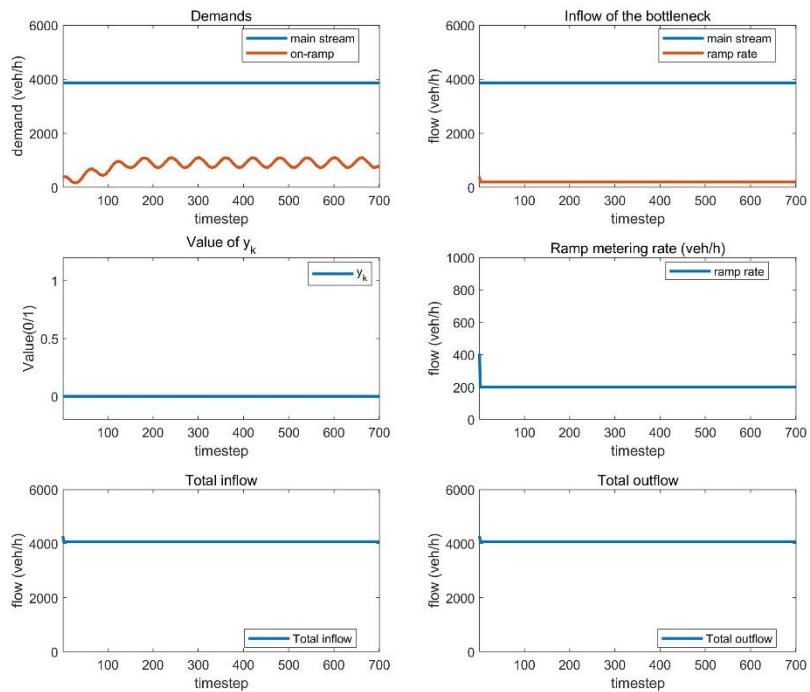 Demands
6000
4000
2000
0
demand (veh/h)
main stream
on-ramp
100 200 300 400 500 600 700
timestep
Inflow of the bottleneck
6000
4000
2000
0
flow (veh/h)
main stream
ramp rate
100 200 300 400 500 600 700
timestep
Value of y_k
1
0.5
0
Value(0/1)
y_k
100 200 300 400 500 600 700
timestep
Ramp metering rate (veh/h)
1000
800
600
400
200
0
flow (veh/h)
ramp rate
100 200 300 400 500 600 700
timestep
Total inflow
6000
4000
2000
0
flow (veh/h)
Total inflow
100 200 300 400 500 600 700
timestep
Total outflow
6000
4000
2000
0
flow (veh/h)
Total outflow
100 200 300 400 500 600 700
timestep